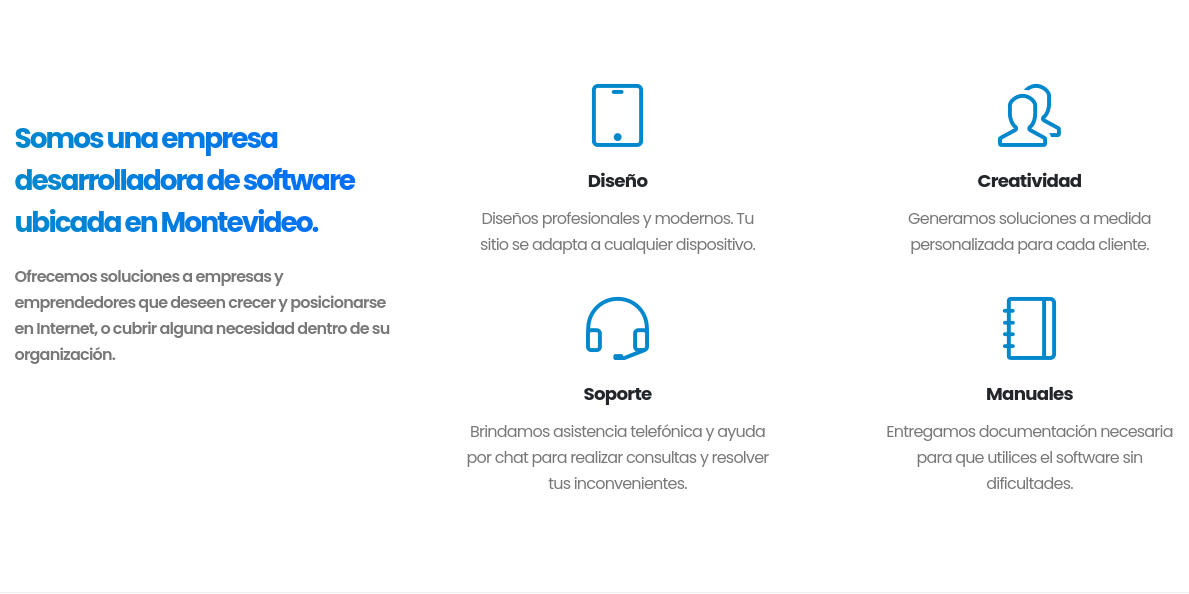 Somos una empresa
desarrolladora de software
ubicada en Montevideo.
Ofrecemos soluciones a empresas y
emprendedores que deseen crecer y posicionarse
en Internet, o cubrir alguna necesidad dentro de su
organización.
Diseño
Diseños profesionales y modernos. Tu
sitio se adapta a cualquier dispositivo.
Creatividad
Generamos soluciones a medida
personalizada para cada cliente.
Soporte
Brindamos asistencia telefónica y ayuda
por chat para realizar consultas y resolver
tus inconvenientes.
Manuales
Entregamos documentación necesaria
para que utilices el software sin
dificultades.